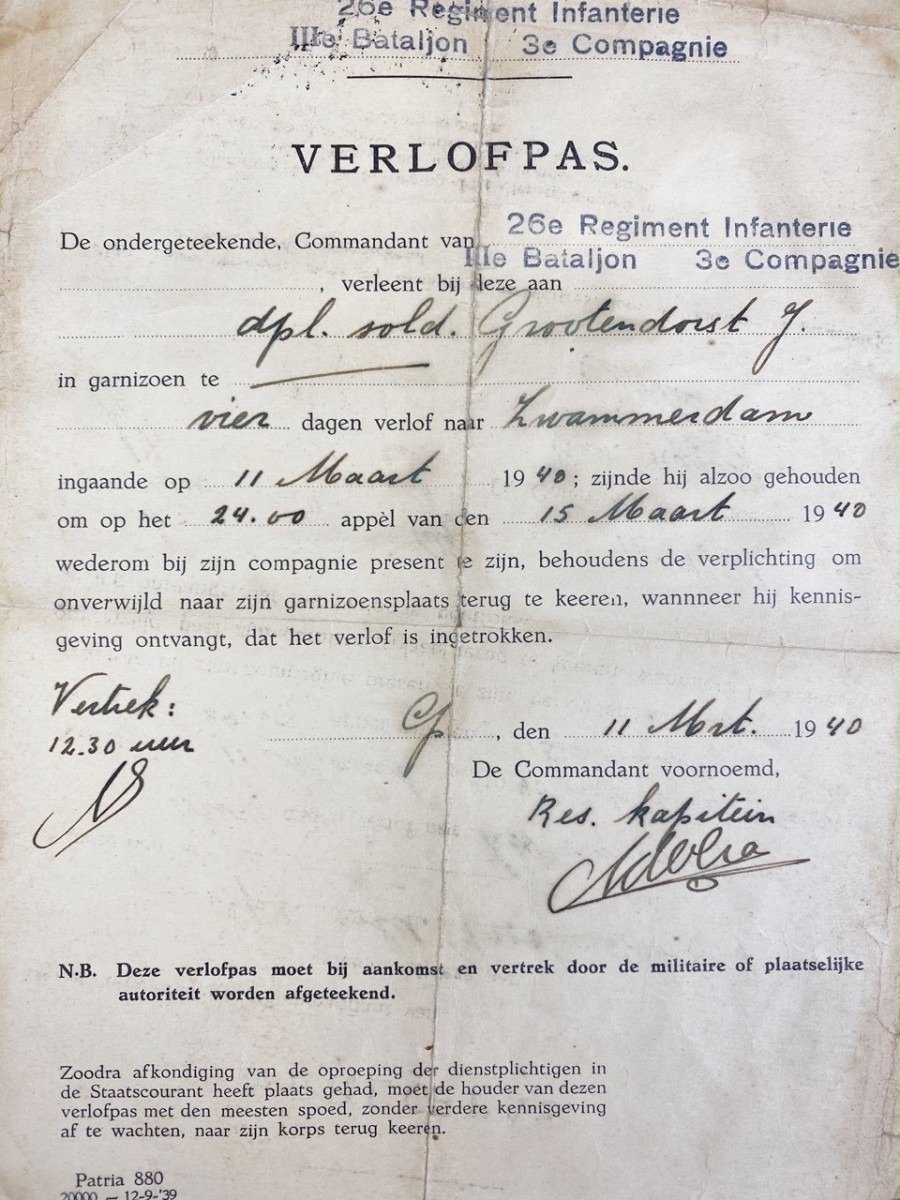 26e Regiment Infanterie
IIIe Bataljon 3e Compagnie
VERLOFPAS.
De ondergeteekende, Commandant van 26e Regiment Infanterie
IIIe Bataljon 3e Compagnie
, verleent bij deze aan
dpl. sold. Grootendorst J.
in garnizoen te
vier dagen verlof naar Zwammerdam
ingaande op 11 Maart 1940; zijnde hij alzoo gehouden
om op het 24.00 appèl van den 15 Maart 1940
wederom bij zijn compagnie present te zijn, behoudens de verplichting om
onverwijld naar zijn garnizoensplaats terug te keeren, wannneer hij kennis-
geving ontvangt, dat het verlof is ingetrokken.
Vertrek:
12.30 uur
, den 11 Mrt. 1940
De Commandant voornoemd,
Res. kapitein
N.B. Deze verlofpas moet bij aankomst en vertrek door de militaire of plaatselijke
autoriteit worden afgeteekend.
Zoodra afkondiging van de oproeping der dienstplichtigen in
de Staatscourant heeft plaats gehad, moet de houder van dezen
verlofpas met den meesten spoed, zonder verdere kennisgeving
af te wachten, naar zijn korps terug keeren.
Patria 880
20000 — 12-9-'39